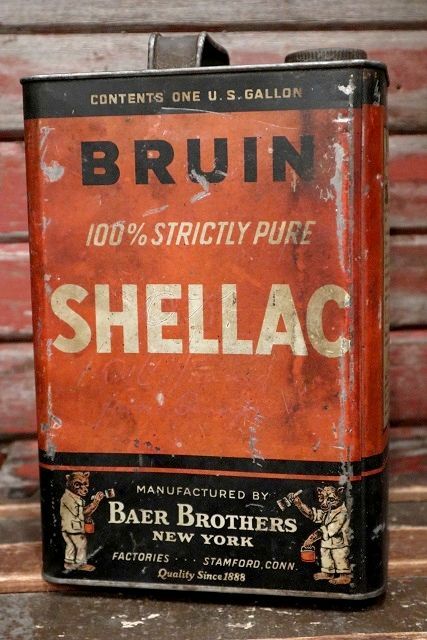 CONTENTS ONE U.S. GALLON
BRUIN
100% STRICTLY PURE
SHELLAC
MANUFACTURED BY
BAER BROTHERS
NEW YORK
FACTORIES · · · STAMFORD, CONN.
Quality Since 1888